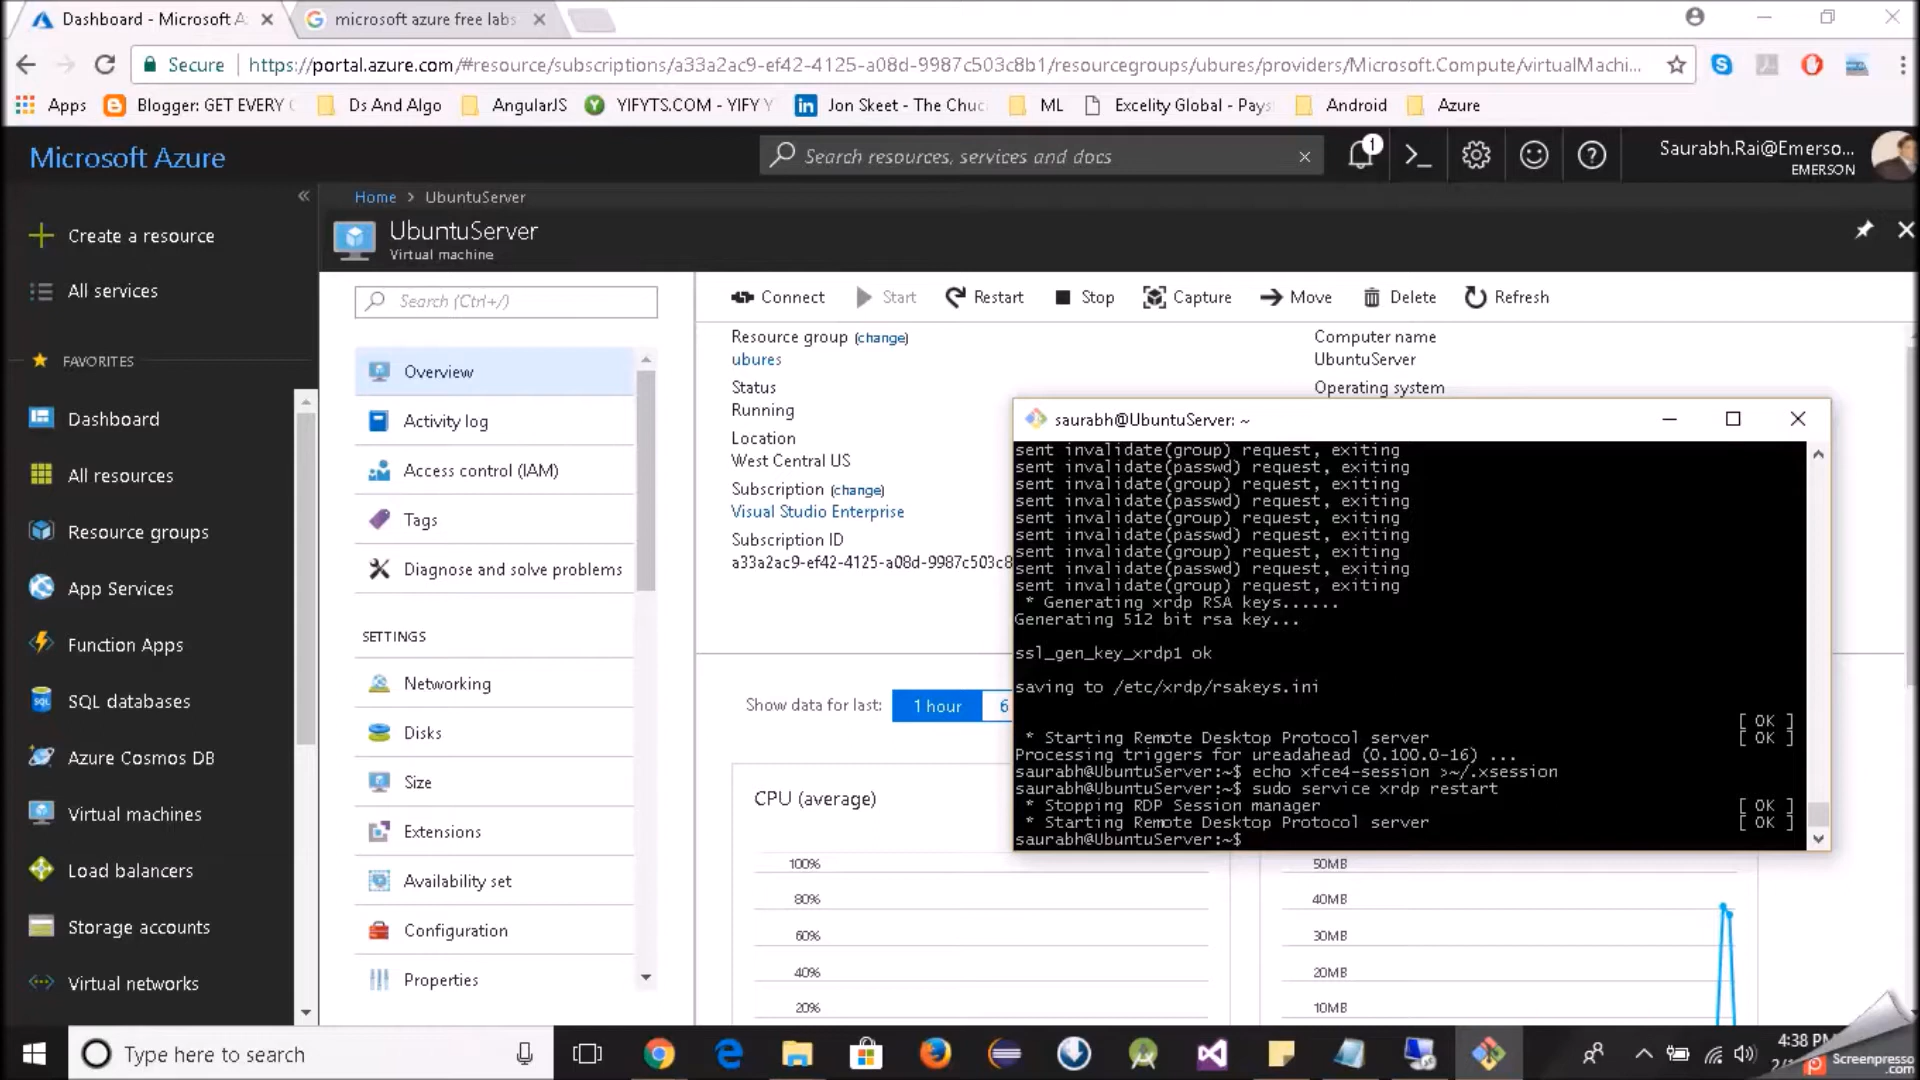 Dashboard - Microsoft A
microsoft azure free labs
Secure
https://portal.azure.com/#resource/subscriptions/a33a2ac9-ef42-4125-a08d-9987c503c8b1/resourcegroups/ubures/providers/Microsoft.Compute/virtualMachi...
Apps
Blogger: GET EVERY
Ds And Algo
AngularJS
YIFYTS.COM - YIFY
Jon Skeet - The Chuc
ML
Excelity Global - Pays
Android
Azure
Microsoft Azure
Search resources, services and docs
1
Saurabh.Rai@Emerso...
EMERSON
Home > UbuntuServer
UbuntuServer
Virtual machine
Create a resource
All services
FAVORITES
Dashboard
All resources
Resource groups
App Services
Function Apps
SQL databases
Azure Cosmos DB
Virtual machines
Load balancers
Storage accounts
Virtual networks
Search (Ctrl+/)
Overview
Activity log
Access control (IAM)
Tags
Diagnose and solve problems
SETTINGS
Networking
Disks
Size
Extensions
Availability set
Configuration
Properties
Connect
Start
Restart
Stop
Capture
Move
Delete
Refresh
Resource group (change)
ubures
Status
Running
Location
West Central US
Subscription (change)
Visual Studio Enterprise
Subscription ID
a33a2ac9-ef42-4125-a08d-9987c503c8
Computer name
UbuntuServer
Operating system
Show data for last:
1 hour
6
CPU (average)
100%
80%
60%
40%
20%
50MB
40MB
30MB
20MB
10MB
saurabh@UbuntuServer: ~
sent invalidate(group) request, exiting
sent invalidate(passwd) request, exiting
sent invalidate(group) request, exiting
sent invalidate(passwd) request, exiting
sent invalidate(group) request, exiting
sent invalidate(passwd) request, exiting
sent invalidate(group) request, exiting
sent invalidate(passwd) request, exiting
sent invalidate(group) request, exiting
* Generating xrdp RSA keys......
Generating 512 bit rsa key...
ssl_gen_key_xrdp1 ok
saving to /etc/xrdp/rsakeys.ini
[ OK ]
* Starting Remote Desktop Protocol server [ OK ]
Processing triggers for ureadahead (0.100.0-16) ...
saurabh@UbuntuServer:~$ echo xfce4-session >~/.xsession
saurabh@UbuntuServer:~$ sudo service xrdp restart
* Stopping RDP Session manager [ OK ]
* Starting Remote Desktop Protocol server [ OK ]
saurabh@UbuntuServer:~$
Type here to search
4:38 PM
Screenpresso
.com